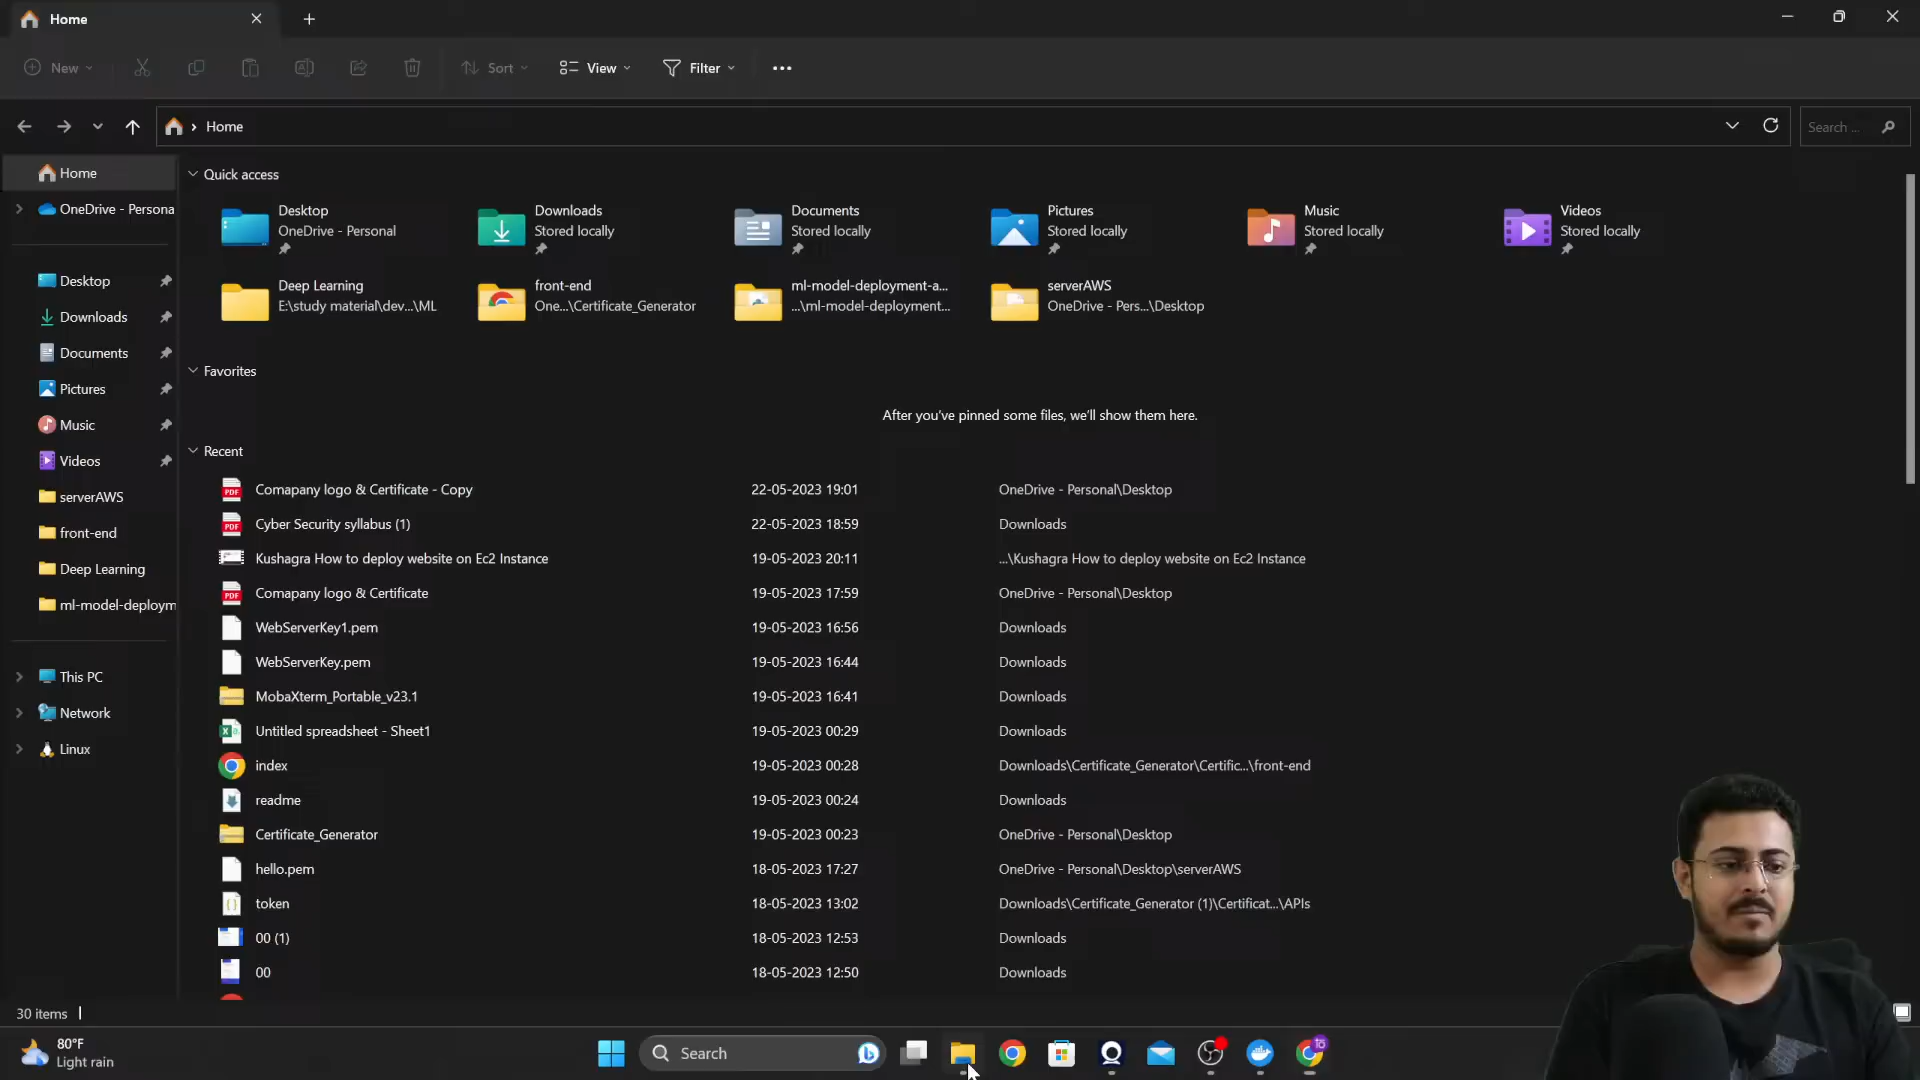 Home
New
Sort
View
Filter
Home
Search ...
Home
OneDrive - Persona
Desktop
Downloads
Documents
Pictures
Music
Videos
serverAWS
front-end
Deep Learning
ml-model-deploym
This PC
Network
Linux
Quick access
Desktop
OneDrive - Personal
Downloads
Stored locally
Documents
Stored locally
Pictures
Stored locally
Music
Stored locally
Videos
Stored locally
Deep Learning
E:\study material\dev...\ML
front-end
One...\Certificate_Generator
ml-model-deployment-a...
...\ml-model-deployment...
serverAWS
OneDrive - Pers...\Desktop
Favorites
After you've pinned some files, we'll show them here.
Recent
Comapany logo & Certificate - Copy 22-05-2023 19:01 OneDrive - Personal\Desktop
Cyber Security syllabus (1) 22-05-2023 18:59 Downloads
Kushagra How to deploy website on Ec2 Instance 19-05-2023 20:11 ...\Kushagra How to deploy website on Ec2 Instance
Comapany logo & Certificate 19-05-2023 17:59 OneDrive - Personal\Desktop
WebServerKey1.pem 19-05-2023 16:56 Downloads
WebServerKey.pem 19-05-2023 16:44 Downloads
MobaXterm_Portable_v23.1 19-05-2023 16:41 Downloads
Untitled spreadsheet - Sheet1 19-05-2023 00:29 Downloads
index 19-05-2023 00:28 Downloads\Certificate_Generator\Certific...\front-end
readme 19-05-2023 00:24 Downloads
Certificate_Generator 19-05-2023 00:23 OneDrive - Personal\Desktop
hello.pem 18-05-2023 17:27 OneDrive - Personal\Desktop\serverAWS
token 18-05-2023 13:02 Downloads\Certificate_Generator (1)\Certificat...\APIs
00 (1) 18-05-2023 12:53 Downloads
00 18-05-2023 12:50 Downloads
30 items
80°F
Light rain
Search